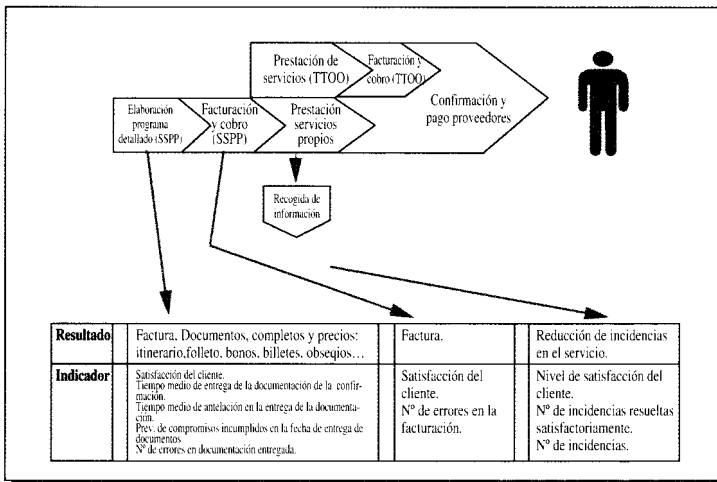 Prestación de
servicios (TTOO)
Facturación y
cobro (TTOO)
Confirmación y
pago proveedores
Elaboración
programa
detallado (SSPP)
Facturación
y cobro
(SSPP)
Prestación
servicios
propios
Recogida de
información
Resultado
Factura. Documentos, completos y precios:
itinerario,folleto, bonos, billetes, obseqios…
Factura.
Reducción de incidencias
en el servicio.
Indicador
Satisfacción del cliente.
Tiempo medio de entrega de la documentación de la confir-
mación.
Tiempo medio de antelación en la entrega de la documenta-
ción.
Prev. de compromisos incumplidos en la fecha de entrega de
documentos
Nº de errores en documentación entregada.
Satisfacción del
cliente.
Nº de errores en la
facturación.
Nivel de satisfacción del
cliente.
Nº de incidencias resueltas
satisfactoriamente.
Nº de incidencias.